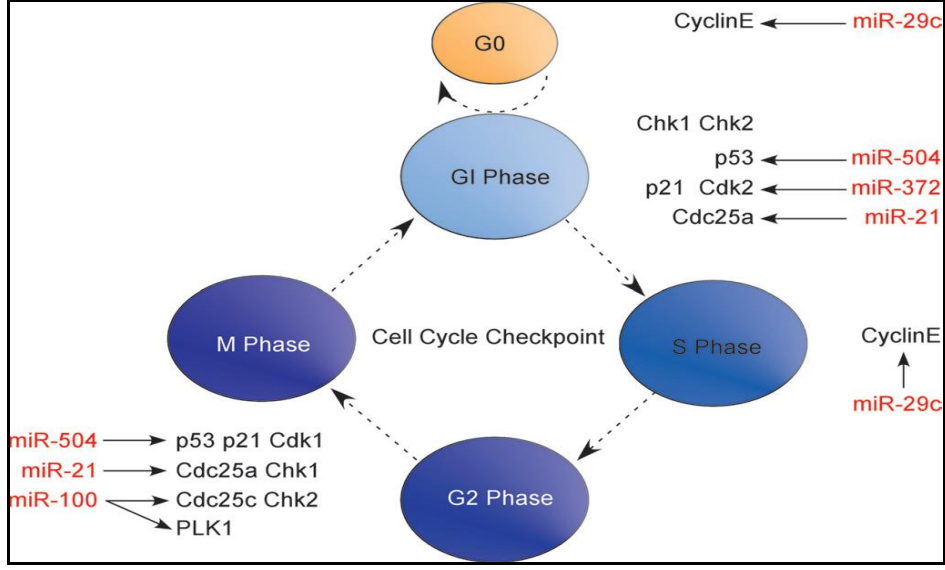 G0
CyclinE miR-29c
Chk1 Chk2
p53 miR-504
GI Phase
p21 Cdk2 miR-372
Cdc25a miR-21
M Phase
Cell Cycle Checkpoint
S Phase
CyclinE
miR-29c
miR-504 p53 p21 Cdk1
miR-21 Cdc25a Chk1
miR-100 Cdc25c Chk2
PLK1
G2 Phase